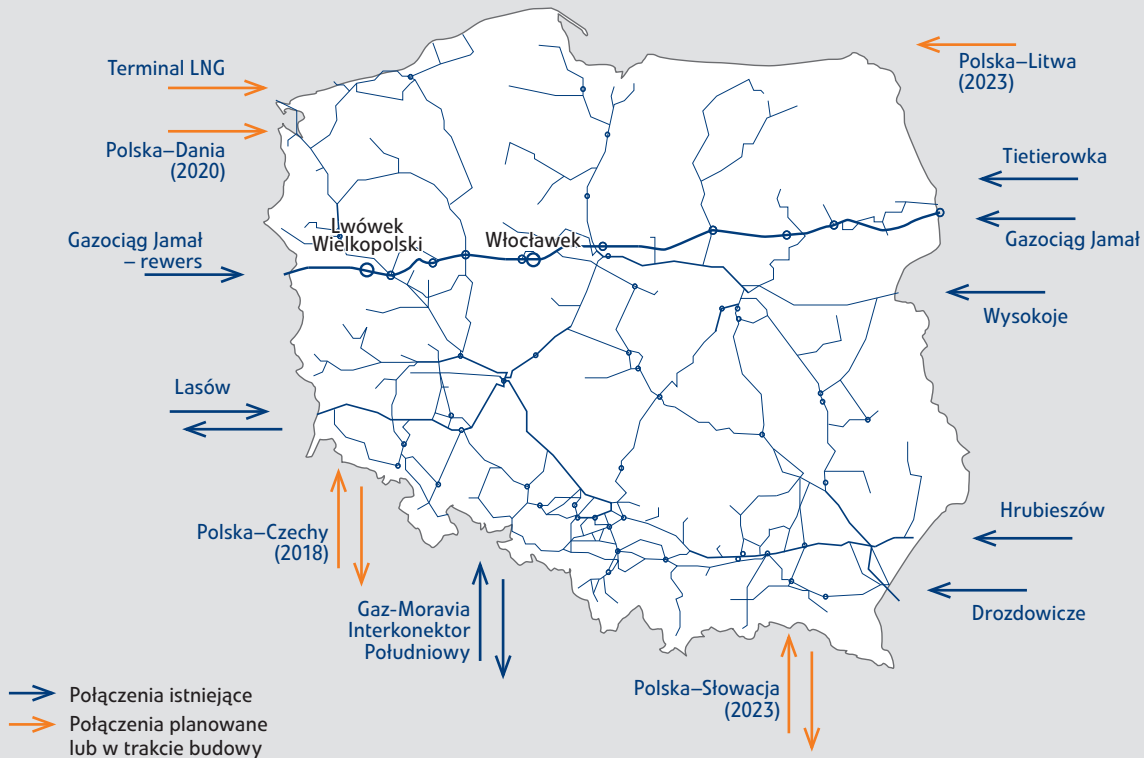 Terminal LNG
Polska–Dania
(2020)
Gazociąg Jamał
– rewers
Lasów
Polska–Czechy
(2018)
Gaz-Moravia
Interkonektor
Południowy
Lwówek
Wielkopolski
Włocławek
Polska–Litwa
(2023)
Tietierowka
Gazociąg Jamał
Wysokoje
Hrubieszów
Drozdowicze
Polska–Słowacja
(2023)
Połączenia istniejące
Połączenia planowane
lub w trakcie budowy